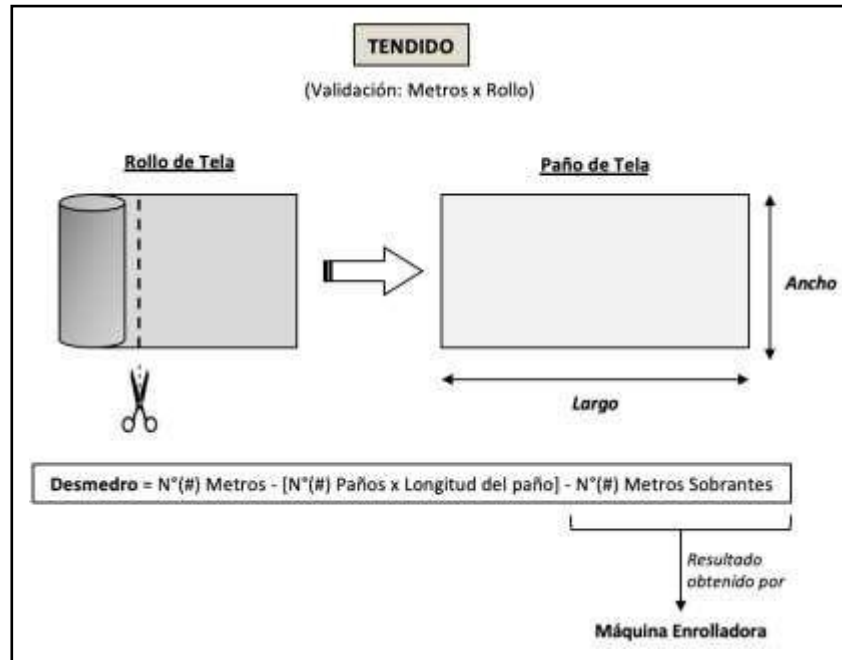 TENDIDO
(Validación: Metros x Rollo)
Rollo de Tela
Paño de Tela
Ancho
Largo
Desmedro = N°(#) Metros - [N°(#) Paños x Longitud del paño] - N°(#) Metros Sobrantes
Resultado
obtenido por
Máquina Enrolladora